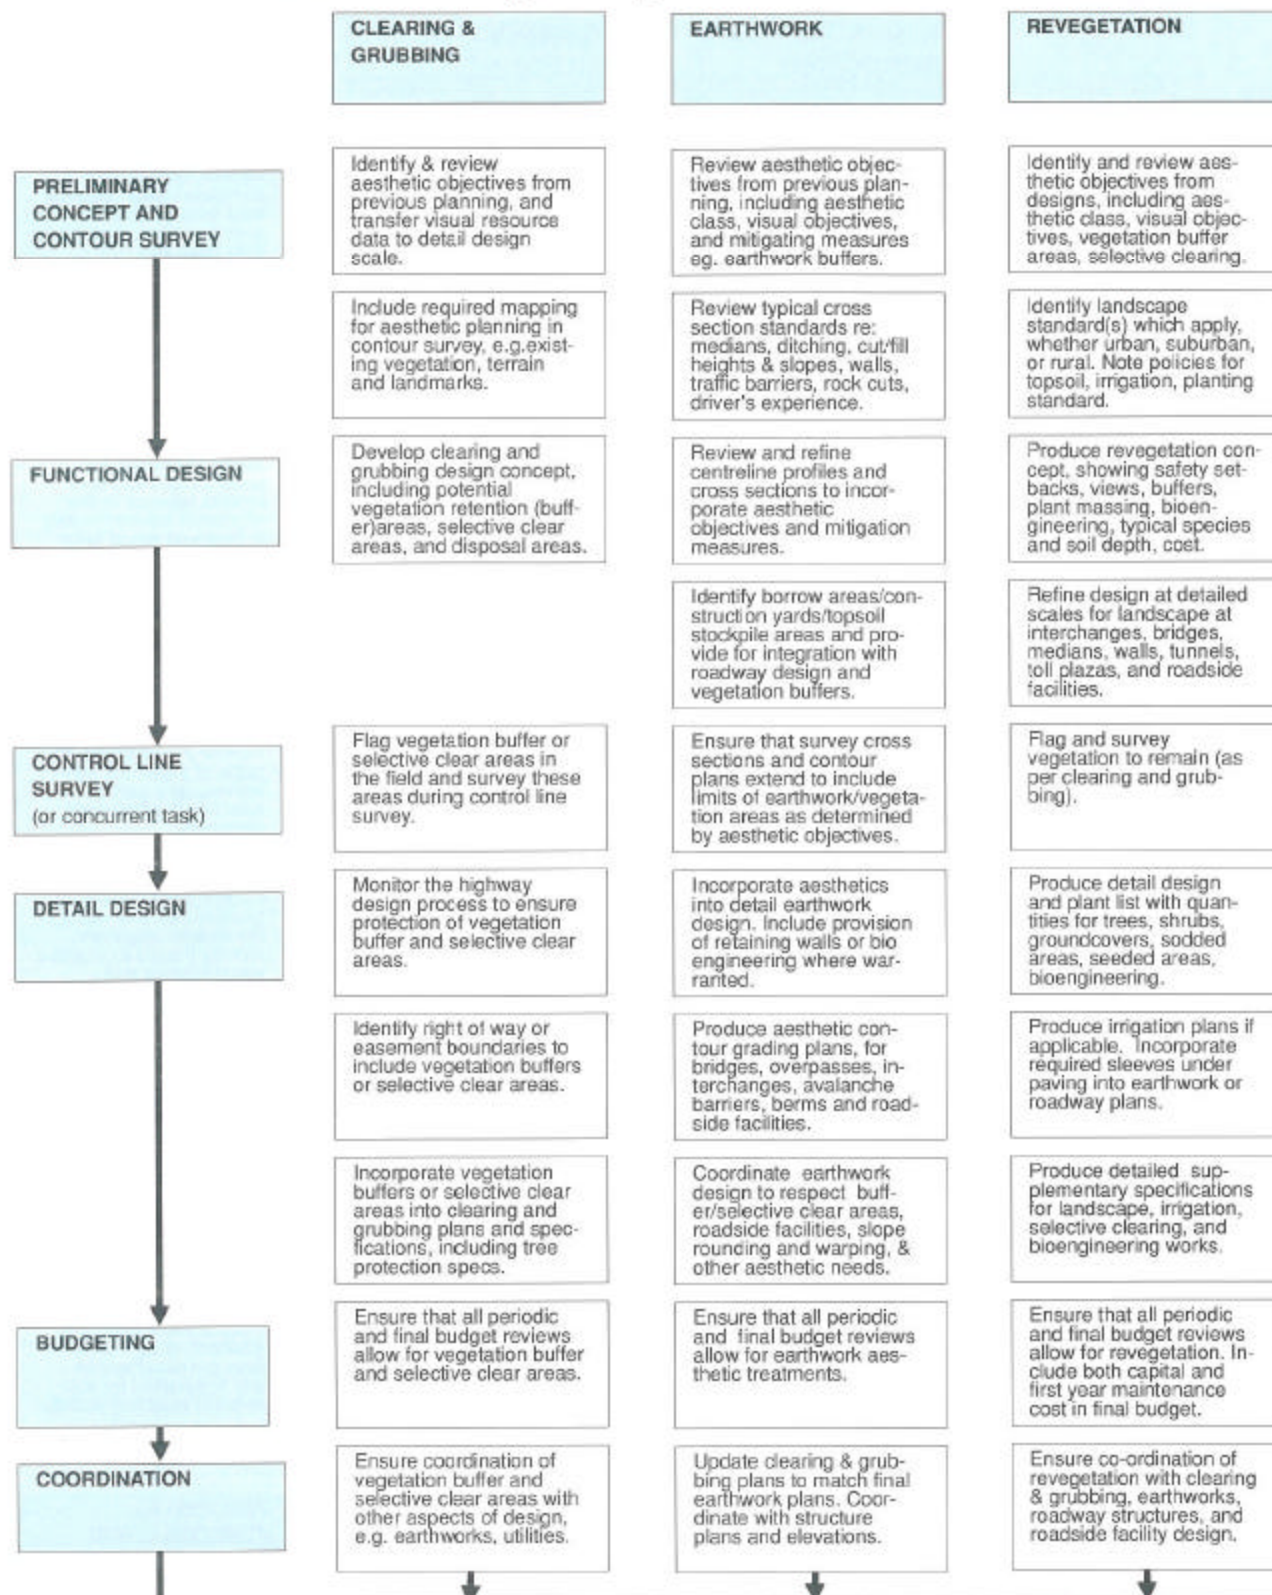 CLEARING &
GRUBBING
EARTHWORK
REVEGETATION
PRELIMINARY
CONCEPT AND
CONTOUR SURVEY
Identify & review
aesthetic objectives from
previous planning, and
transfer visual resource
data to detail design
scale.
Review aesthetic objec-
tives from previous plan-
ning, including aesthetic
class, visual objectives,
and mitigating measures
eg. earthwork buffers.
Identify and review aes-
thetic objectives from
designs, including aes-
thetic class, visual objec-
tives, vegetation buffer
areas, selective clearing.
Include required mapping
for aesthetic planning in
contour survey, e.g.exist-
ing vegetation, terrain
and landmarks.
Review typical cross
section standards re:
medians, ditching, cut/fill
heights & slopes, walls,
traffic barriers, rock cuts,
driver's experience.
Identify landscape
standard(s) which apply,
whether urban, suburban,
or rural. Note policies for
topsoil, irrigation, planting
standard.
FUNCTIONAL DESIGN
Develop clearing and
grubbing design concept,
including potential
vegetation retention (buff-
er)areas, selective clear
areas, and disposal areas.
Review and refine
centreline profiles and
cross sections to incor-
porate aesthetic
objectives and mitigation
measures.
Produce revegetation con-
cept, showing safety set-
backs, views, buffers,
plant massing, bioen-
gineering, typical species
and soil depth, cost.
Identify borrow areas/con-
struction yards/topsoil
stockpile areas and pro-
vide for integration with
roadway design and
vegetation buffers.
Refine design at detailed
scales for landscape at
interchanges, bridges,
medians, walls, tunnels,
toll plazas, and roadside
facilities.
CONTROL LINE
SURVEY
(or concurrent task)
Flag vegetation buffer or
selective clear areas in
the field and survey these
areas during control line
survey.
Ensure that survey cross
sections and contour
plans extend to include
limits of earthwork/vegeta-
tion areas as determined
by aesthetic objectives.
Flag and survey
vegetation to remain (as
per clearing and grub-
bing).
DETAIL DESIGN
Monitor the highway
design process to ensure
protection of vegetation
buffer and selective clear
areas.
Incorporate aesthetics
into detail earthwork
design. Include provision
of retaining walls or bio
engineering where war-
ranted.
Produce detail design
and plant list with quan-
tities for trees, shrubs,
groundcovers, sodded
areas, seeded areas,
bioengineering.
Identify right of way or
easement boundaries to
include vegetation buffers
or selective clear areas.
Produce aesthetic con-
tour grading plans, for
bridges, overpasses, in-
terchanges, avalanche
barriers, berms and road-
side facilities.
Produce irrigation plans if
applicable. Incorporate
required sleeves under
paving into earthwork or
roadway plans.
Incorporate vegetation
buffers or selective clear
areas into clearing and
grubbing plans and spec-
fications, including tree
protection specs.
Coordinate earthwork
design to respect buff-
er/selective clear areas,
roadside facilities, slope
rounding and warping, &
other aesthetic needs.
Produce detailed sup-
plementary specifications
for landscape, irrigation,
selective clearing, and
bioengineering works.
BUDGETING
Ensure that all periodic
and final budget reviews
allow for vegetation buffer
and selective clear areas.
Ensure that all periodic
and final budget reviews
allow for earthwork aes-
thetic treatments.
Ensure that all periodic
and final budget reviews
allow for revegetation. In-
clude both capital and
first year maintenance
cost in final budget.
COORDINATION
Ensure coordination of
vegetation buffer and
selective clear areas with
other aspects of design,
e.g. earthworks, utilities.
Update clearing & grub-
bing plans to match final
earthwork plans. Coor-
dinate with structure
plans and elevations.
Ensure co-ordination of
revegetation with clearing
& grubbing, earthworks,
roadway structures, and
roadside facility design.